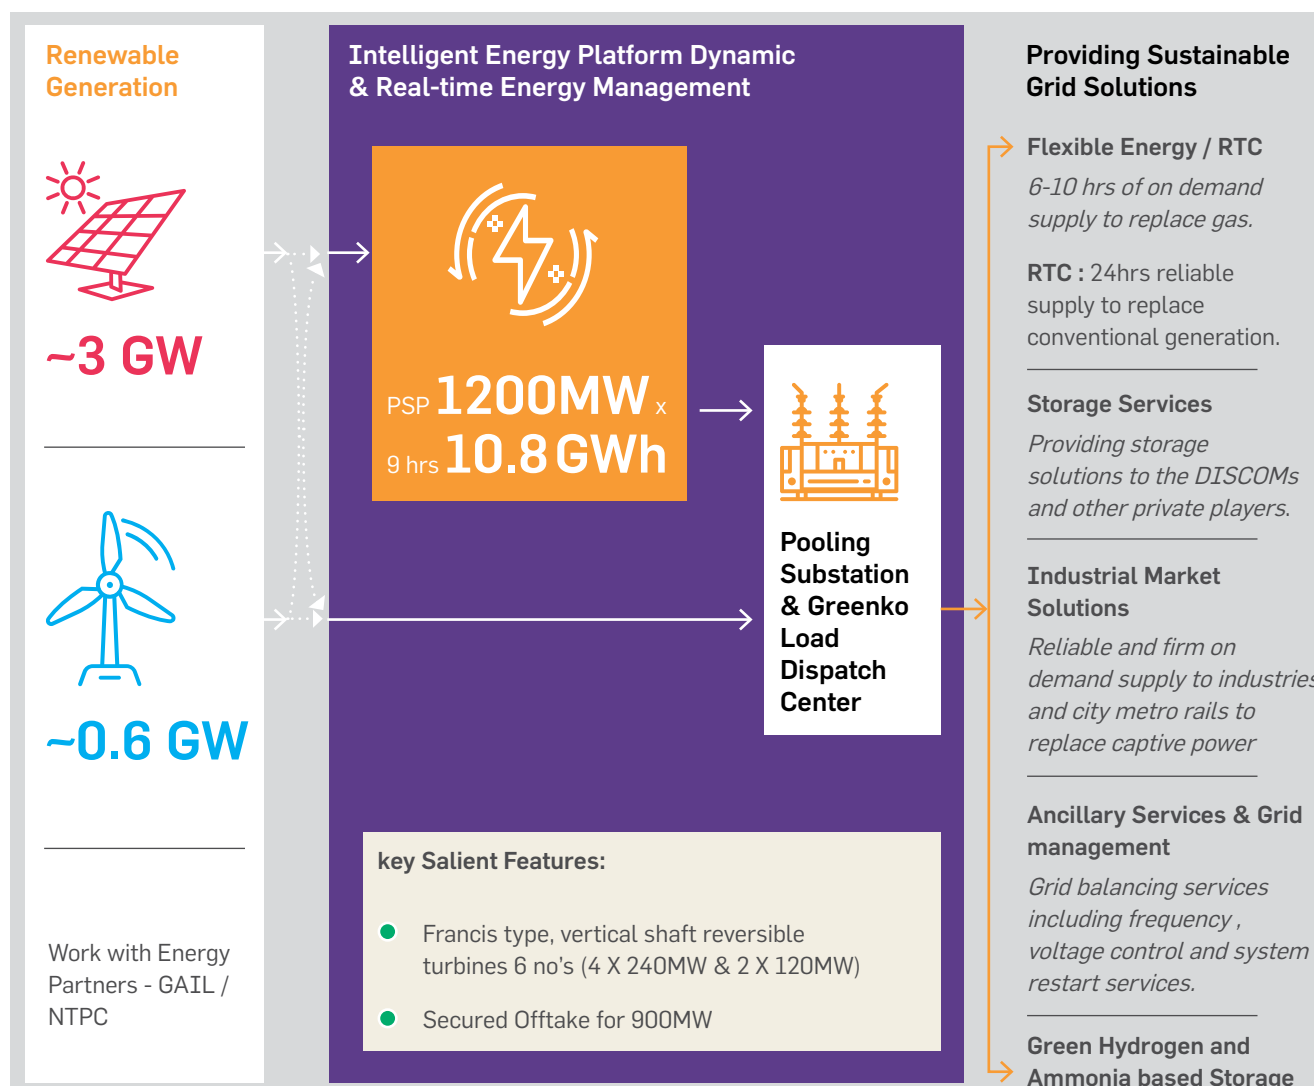 Renewable
Generation
~3 GW
~0.6 GW
Work with Energy
Partners - GAIL /
NTPC
Intelligent Energy Platform Dynamic
& Real-time Energy Management
PSP 1200MW x
9 hrs 10.8 GWh
Pooling
Substation
& Greenko
Load
Dispatch
Center
key Salient Features:
Francis type, vertical shaft reversible
turbines 6 no's (4 X 240MW & 2 X 120MW)
Secured Offtake for 900MW
Providing Sustainable
Grid Solutions
Flexible Energy / RTC
6-10 hrs of on demand
supply to replace gas.
RTC : 24hrs reliable
supply to replace
conventional generation.
Storage Services
Providing storage
solutions to the DISCOMs
and other private players.
Industrial Market
Solutions
Reliable and firm on
demand supply to industries
and city metro rails to
replace captive power
Ancillary Services & Grid
management
Grid balancing services
including frequency ,
voltage control and system
restart services.
Green Hydrogen and
Ammonia based Storage